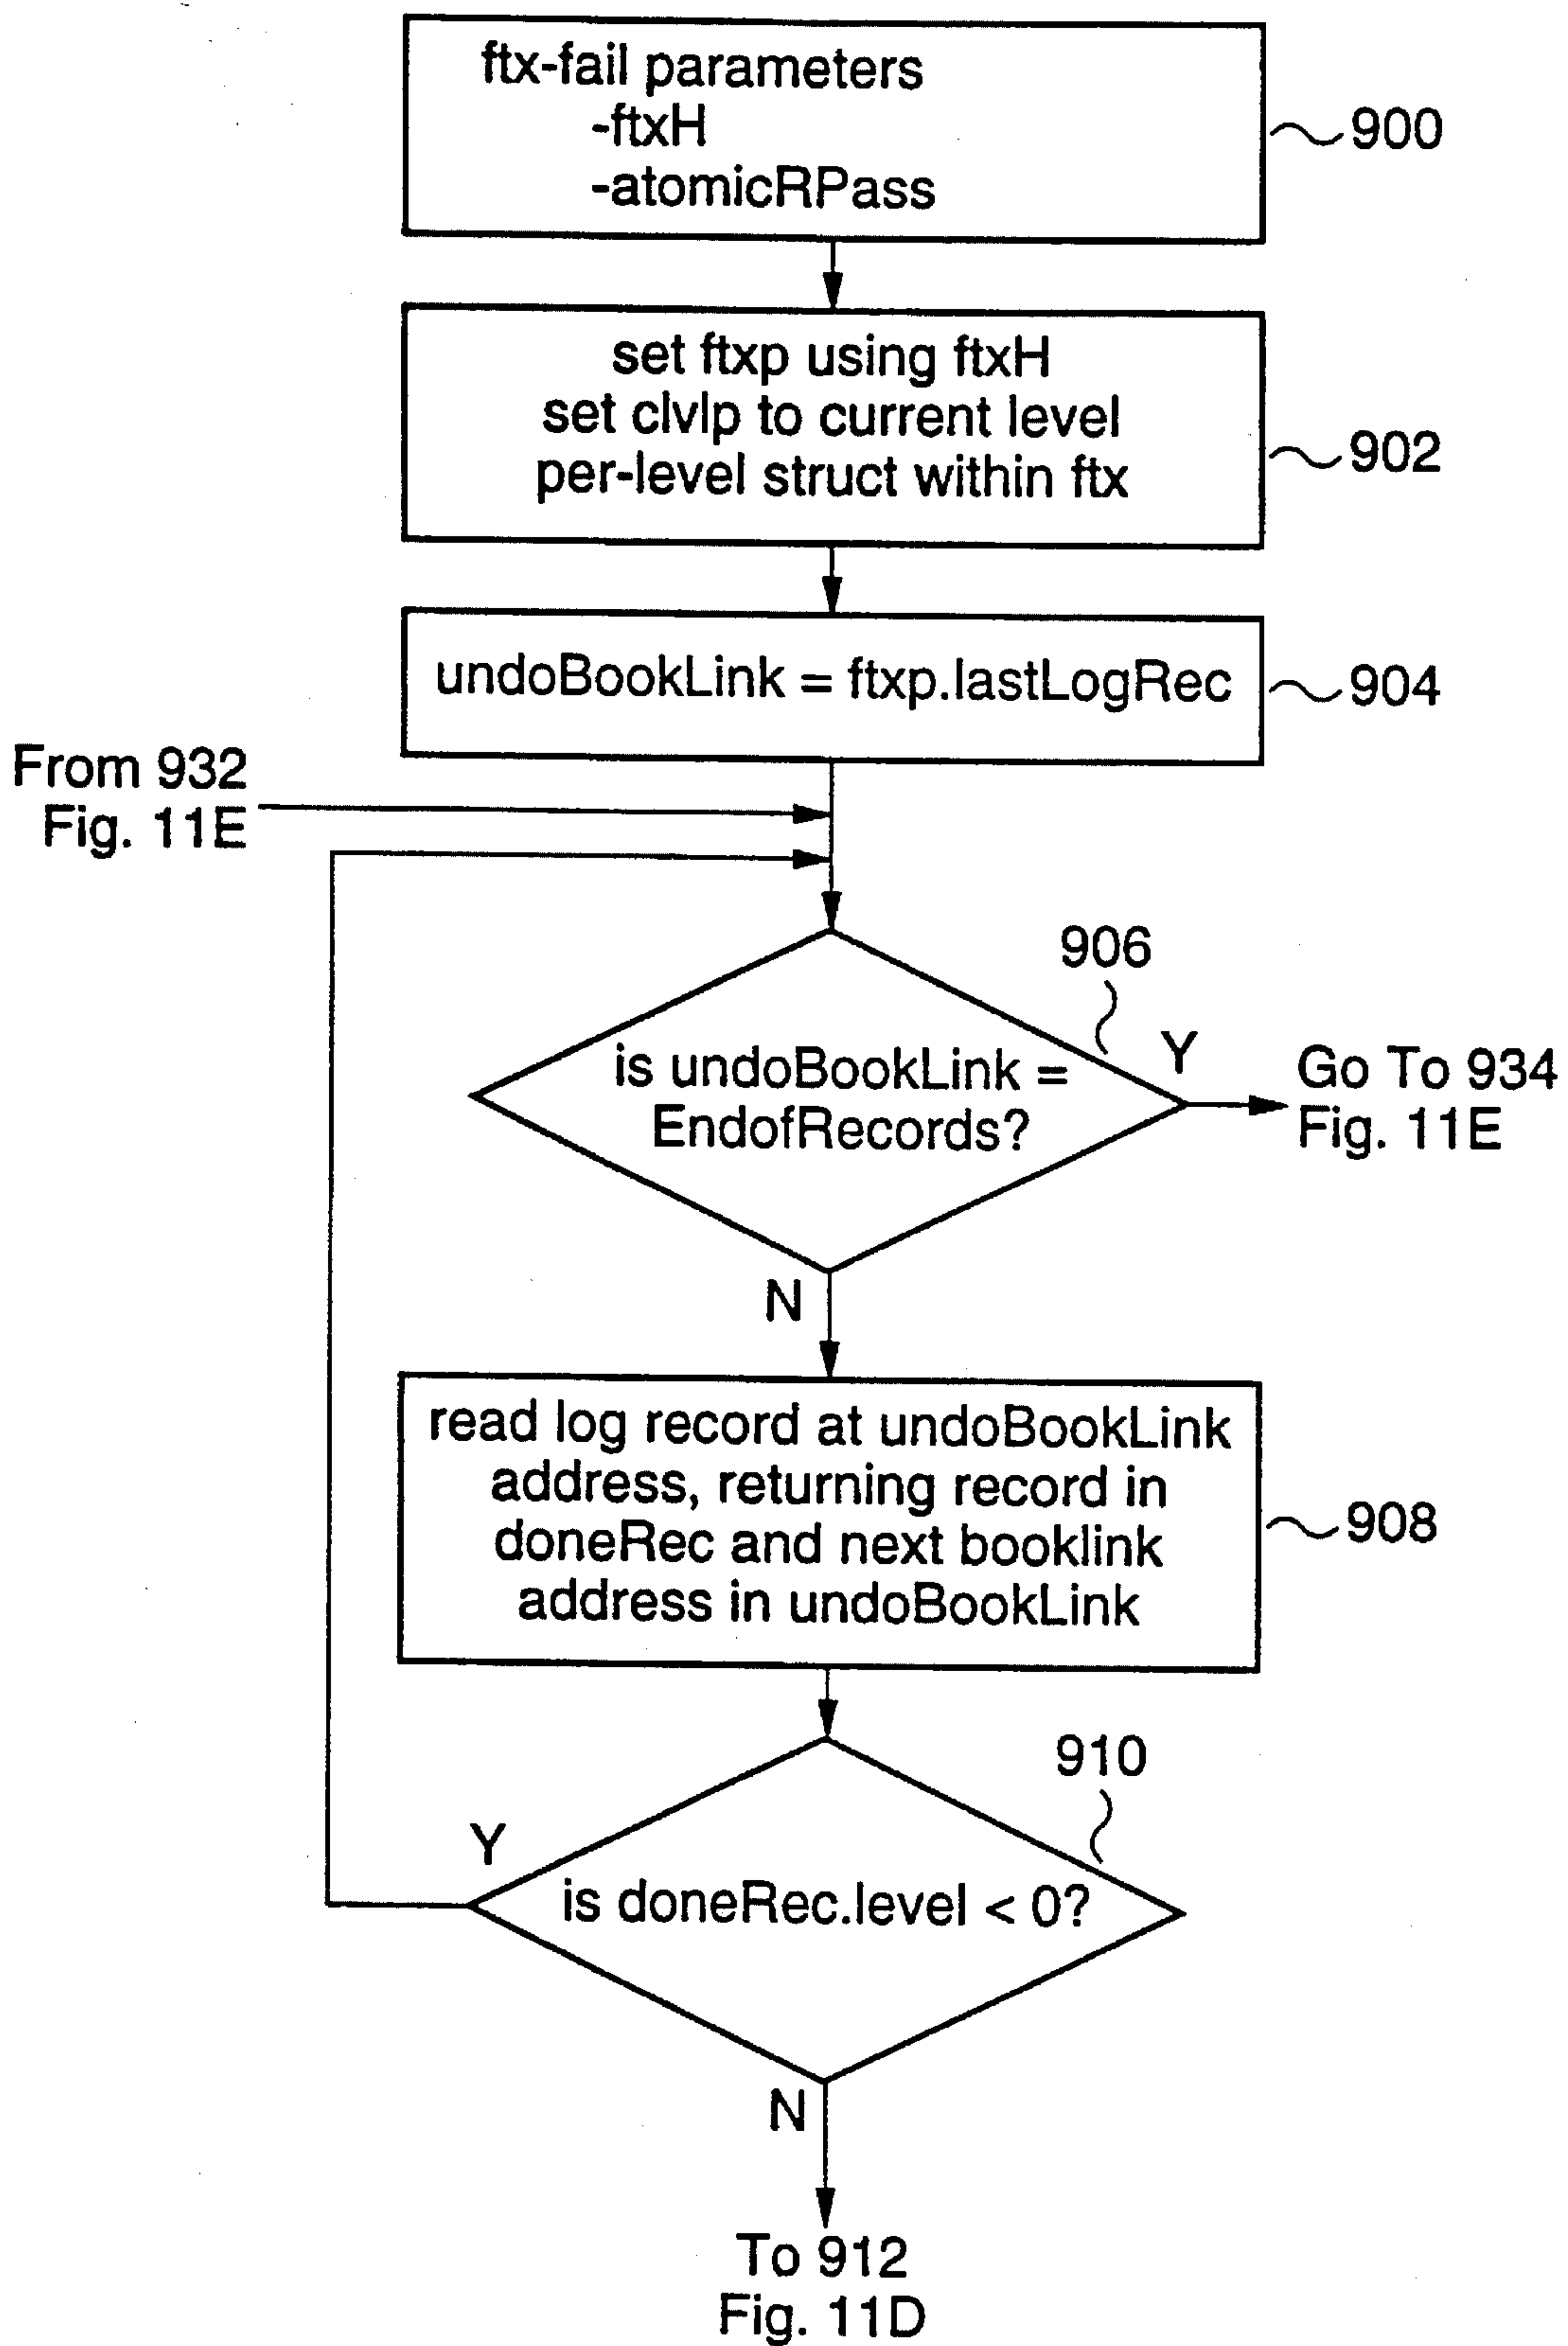 ftx-fail parameters
-ftxH
-atomicRPass
900
set ftxp using ftxH
set clvlp to current level
per-level struct within ftx
902
undoBookLink = ftxp.lastLogRec
904
From 932
Fig. 11E
906
is undoBookLink =
EndofRecords?
Y
Go To 934
Fig. 11E
N
read log record at undoBookLink
address, returning record in
doneRec and next booklink
address in undoBookLink
908
910
Y
is doneRec.level < 0?
N
To 912
Fig. 11D